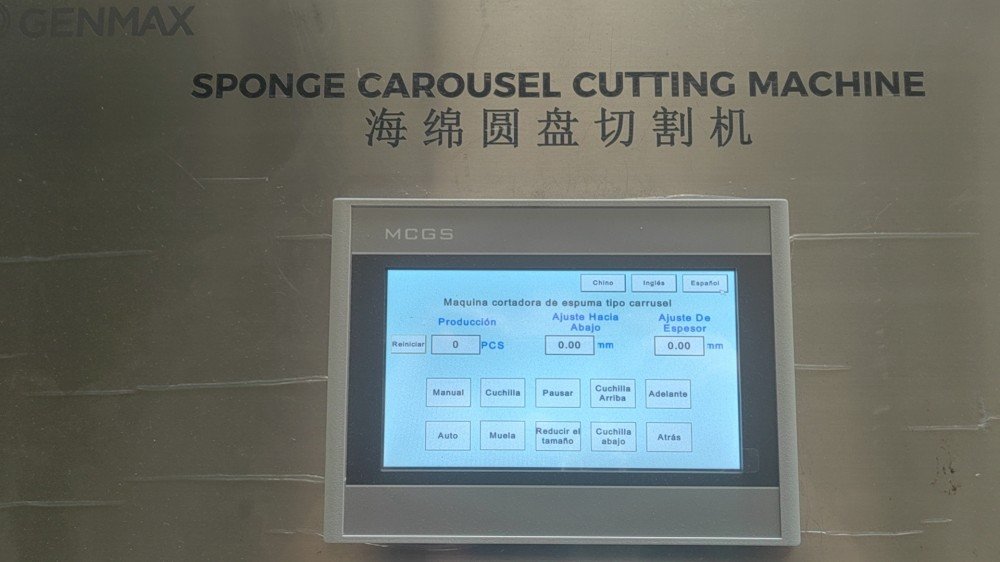 GENMAX
SPONGE CAROUSEL CUTTING MACHINE
海绵圆盘切割机
MCGS
Chino Inglés Español
Maquina cortadora de espuma tipo carrusel
Producción
Ajuste Hacia Abajo
Ajuste De Espesor
Reiniciar 0 PCS 0.00 mm 0.00 mm
Manual Cuchilla Pausar Cuchilla Arriba Adelante
Auto Muela Reducir el tamaño Cuchilla abajo Atrás